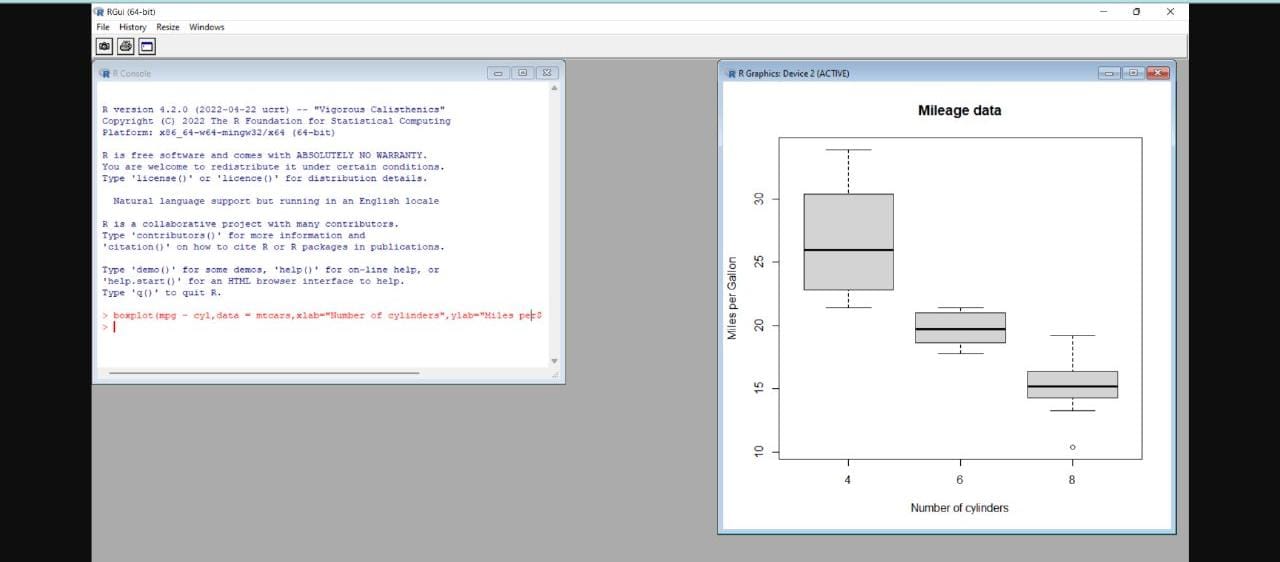 RGui (64-bit)
File History Resize Windows
R Console
R version 4.2.0 (2022-04-22 ucrt) -- "Vigorous Calisthenics"
Copyright (C) 2022 The R Foundation for Statistical Computing
Platform: x86_64-w64-mingw32/x64 (64-bit)
R is free software and comes with ABSOLUTELY NO WARRANTY.
You are welcome to redistribute it under certain conditions.
Type 'license()' or 'licence()' for distribution details.
Natural language support but running in an English locale
R is a collaborative project with many contributors.
Type 'contributors()' for more information and
'citation()' on how to cite R or R packages in publications.
Type 'demo()' for some demos, 'help()' for on-line help, or
'help.start()' for an HTML browser interface to help.
Type 'q()' to quit R.
> boxplot(mpg ~ cyl,data = mtcars,xlab="Number of cylinders",ylab="Miles per$
>
R Graphics: Device 2 (ACTIVE)
Mileage data
Miles per Gallon
30
25
20
15
10
4 6 8
Number of cylinders